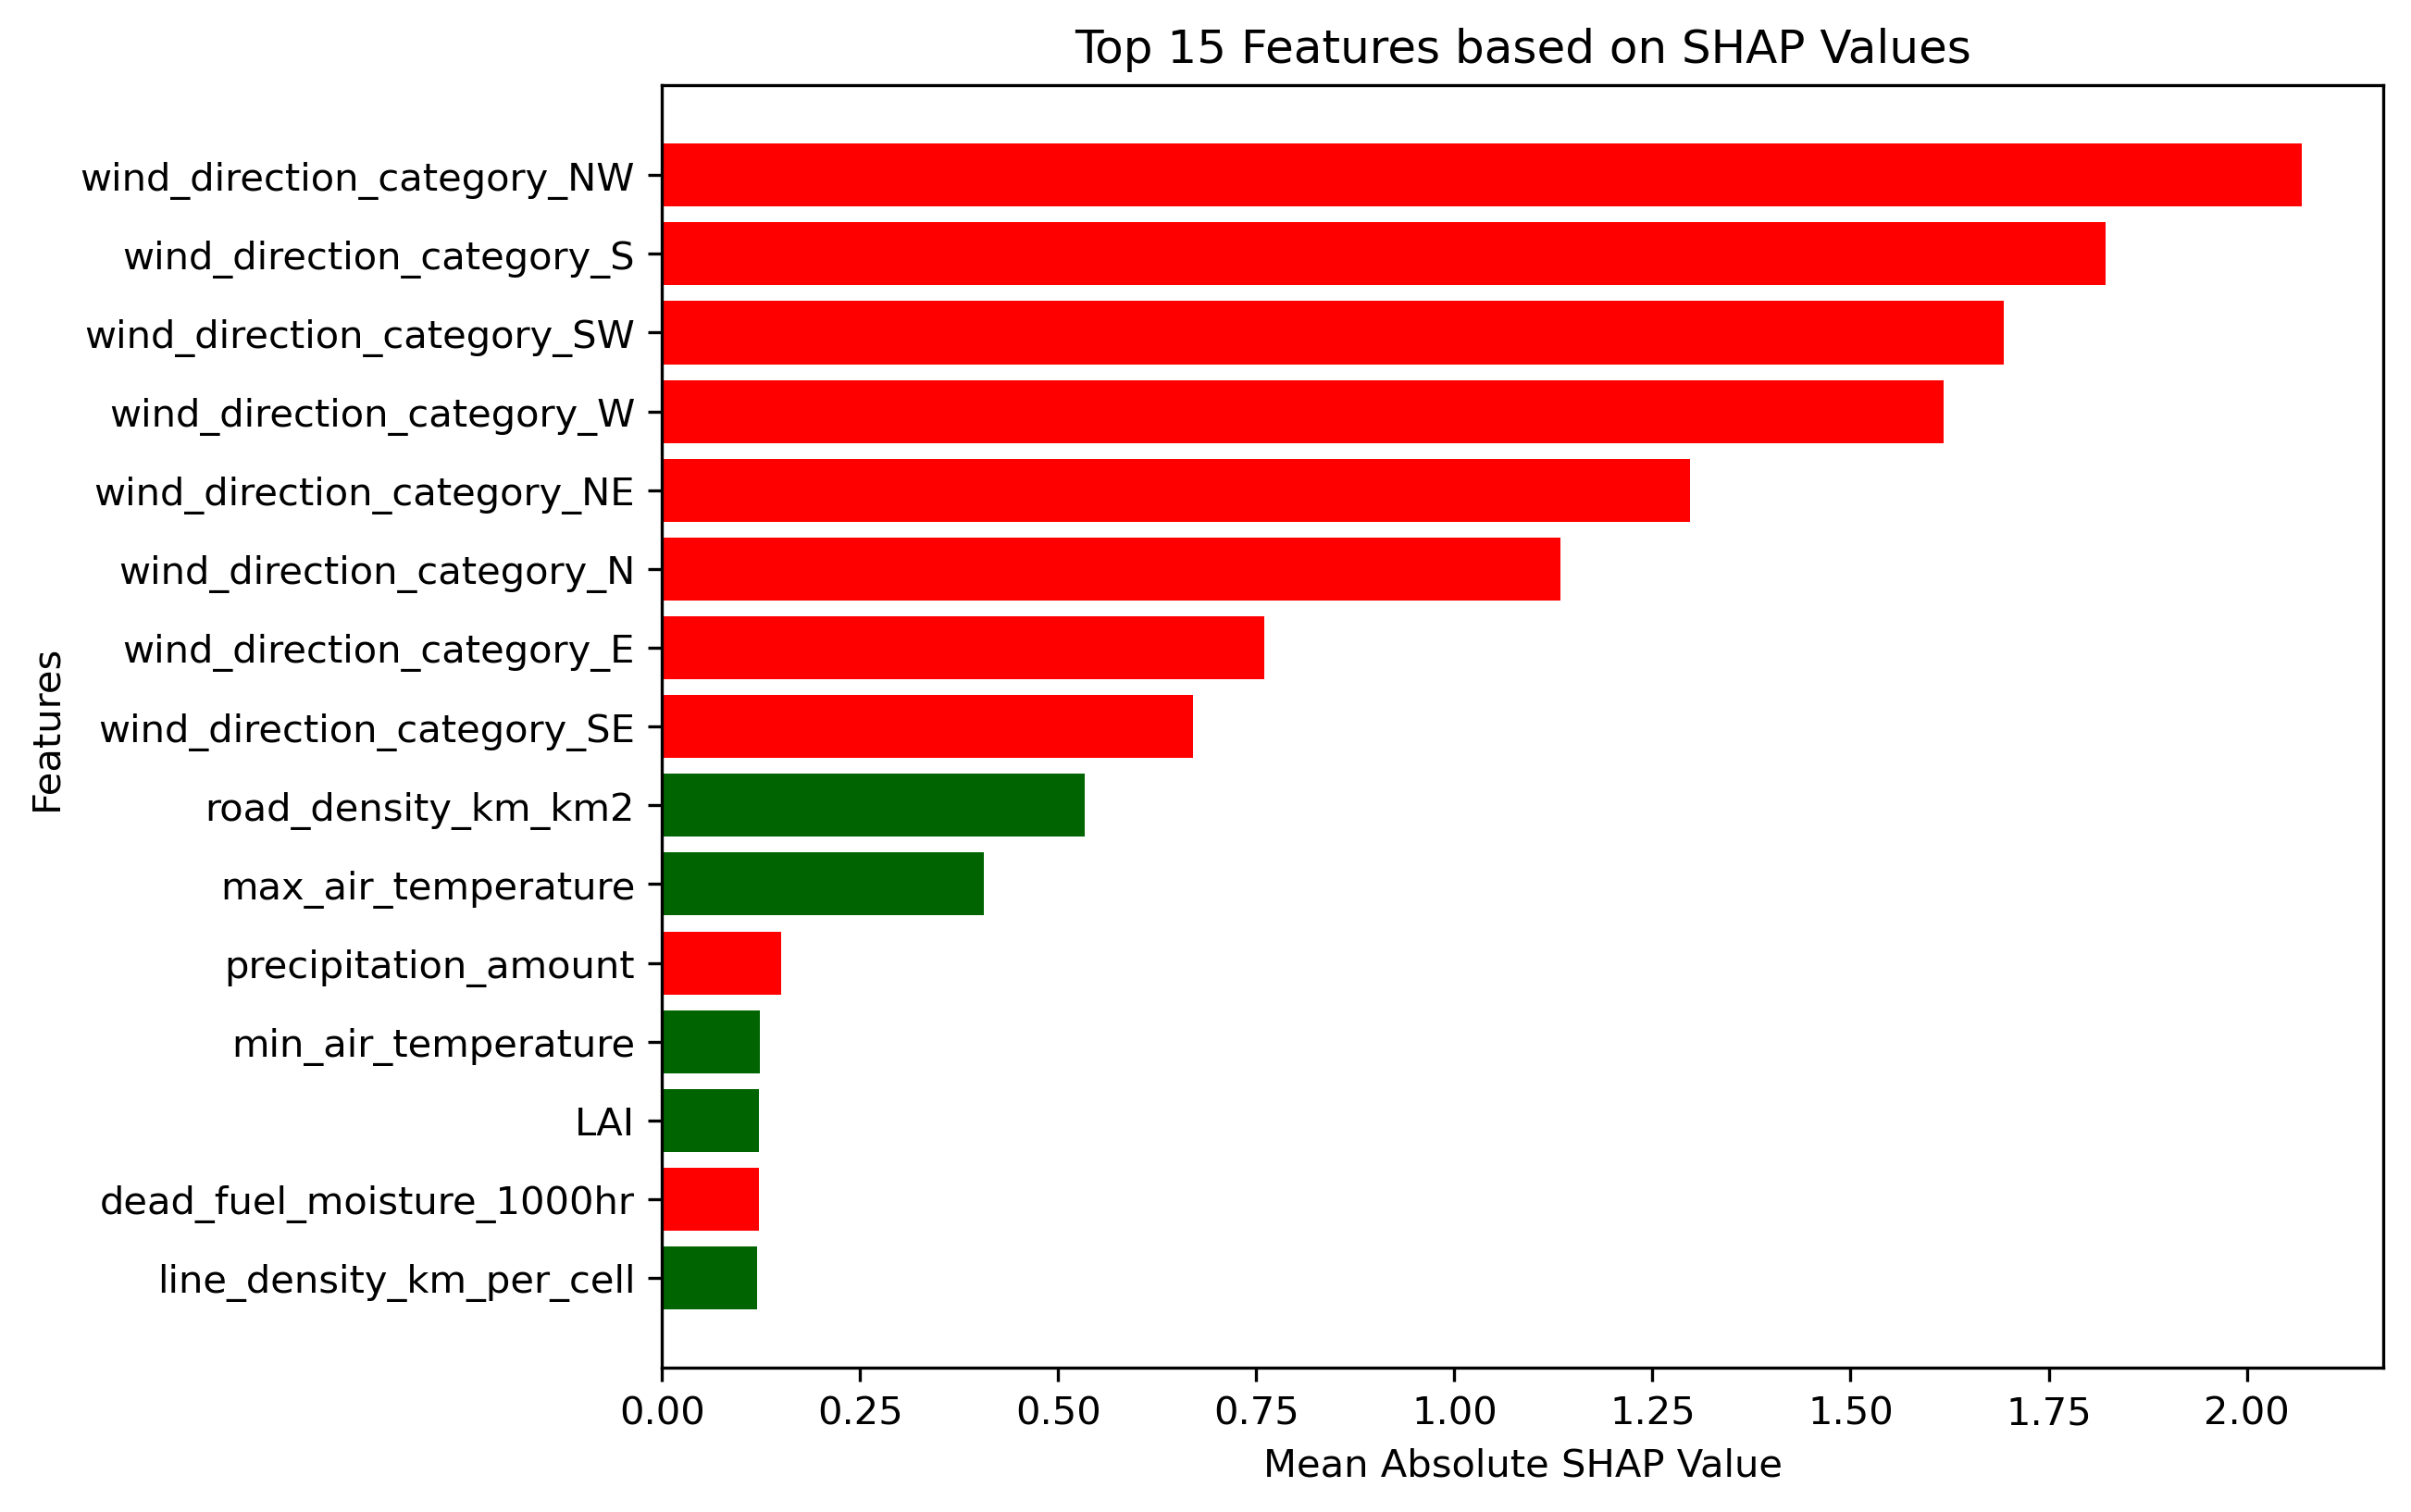 Top 15 Features based on SHAP Values
wind_direction_category_NW
wind_direction_category_S
wind_direction_category_SW
wind_direction_category_W
wind_direction_category_NE
wind_direction_category_N
wind_direction_category_E
wind_direction_category_SE
road_density_km_km2
max_air_temperature
precipitation_amount
min_air_temperature
LAI
dead_fuel_moisture_1000hr
line_density_km_per_cell
Features
0.00 0.25 0.50 0.75 1.00 1.25 1.50 1.75 2.00
Mean Absolute SHAP Value